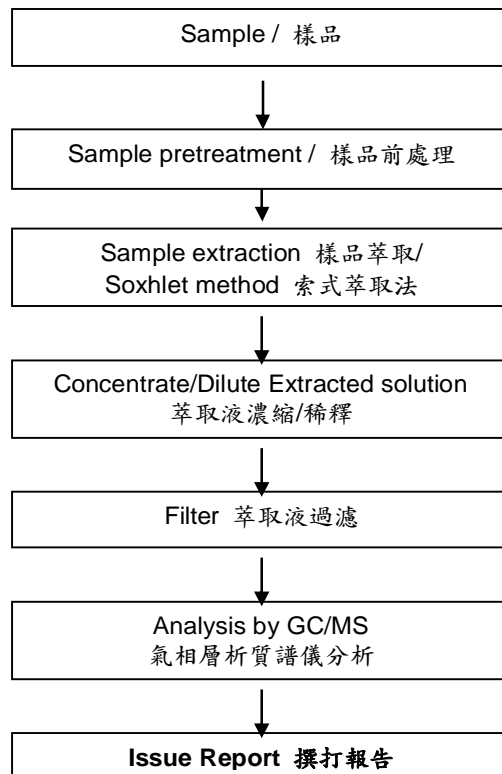 Sample / 樣品
Sample pretreatment / 樣品前處理
Sample extraction 樣品萃取/
Soxhlet method 索式萃取法
Concentrate/Dilute Extracted solution
萃取液濃縮/稀釋
Filter 萃取液過濾
Analysis by GC/MS
氣相層析質譜儀分析
Issue Report 撰打報告